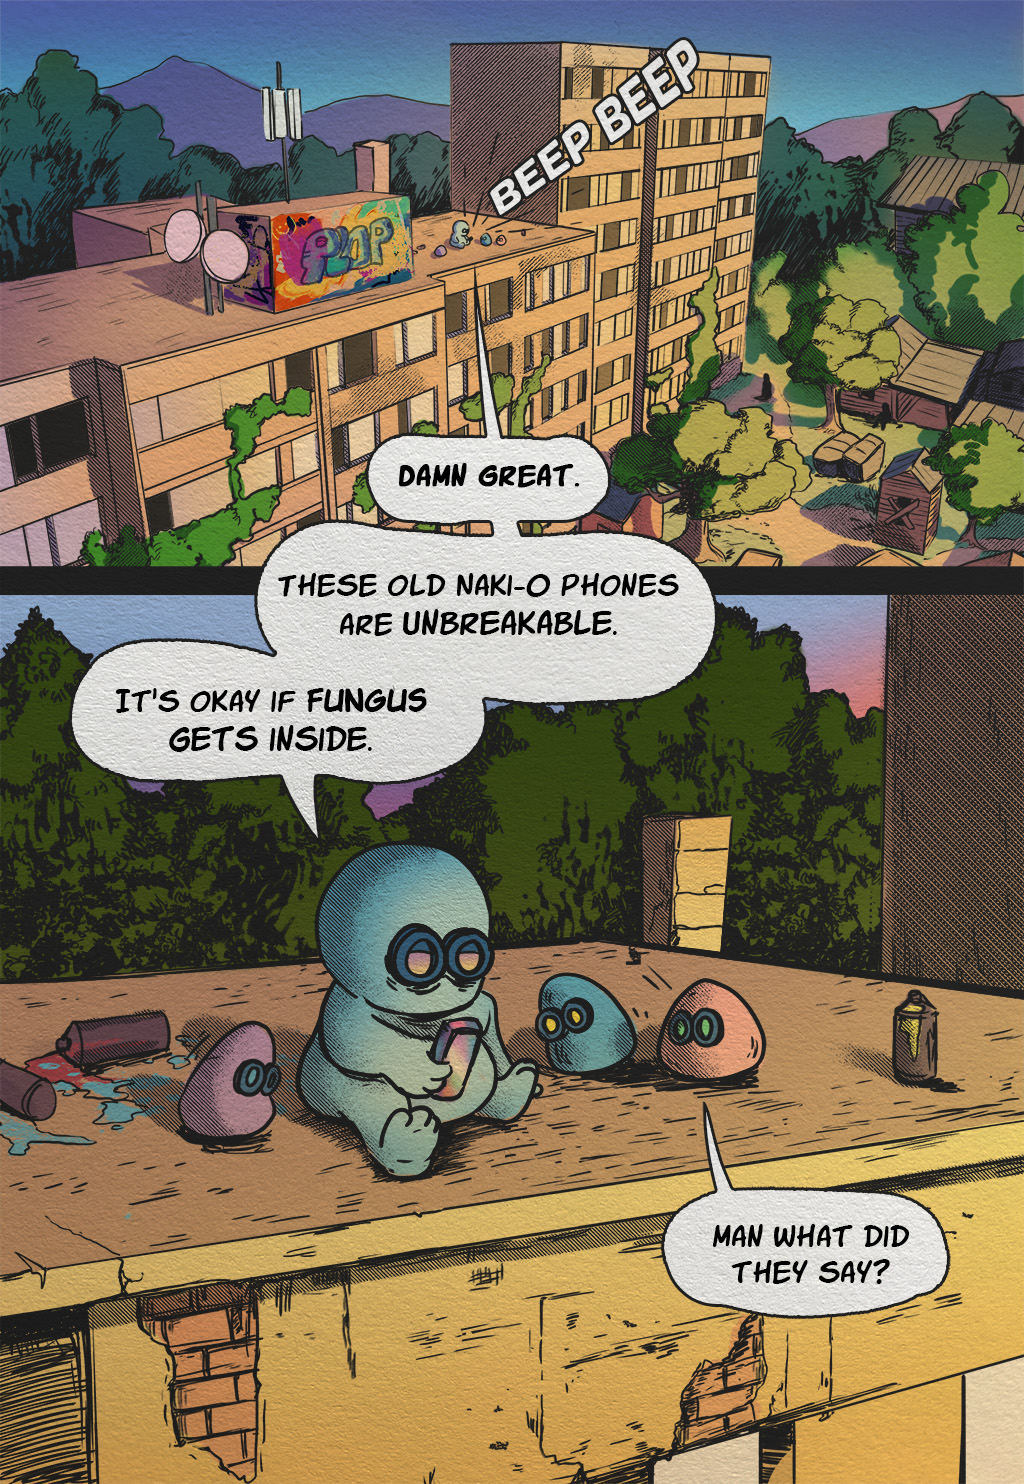 BEEP BEEP
PLAP
DAMN GREAT.
THESE OLD NAKI-O PHONES
ARE UNBREAKABLE.
IT'S OKAY IF FUNGUS
GETS INSIDE.
MAN WHAT DID
THEY SAY?